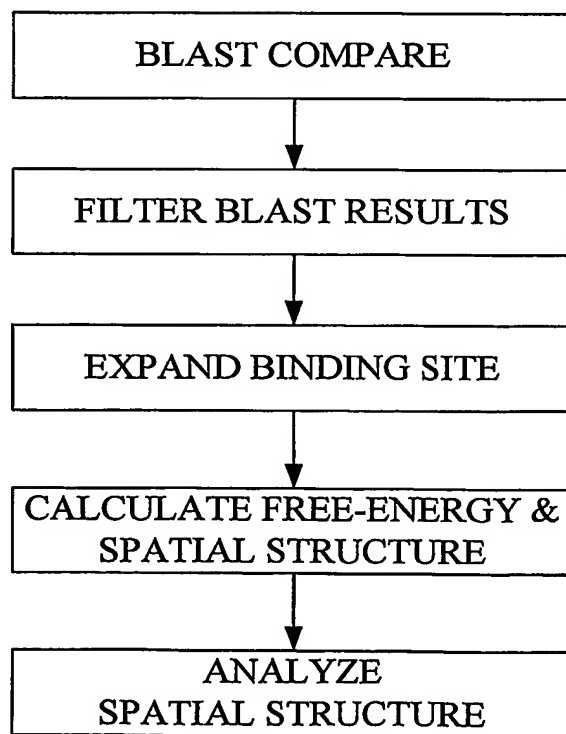 BLAST COMPARE
FILTER BLAST RESULTS
EXPAND BINDING SITE
CALCULATE FREE-ENERGY &
SPATIAL STRUCTURE
ANALYZE
SPATIAL STRUCTURE